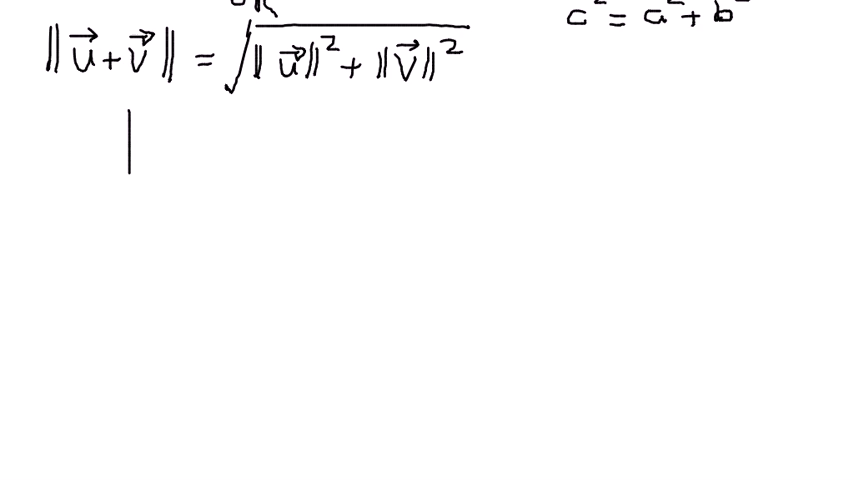 c² = a² + b²
‖u⃗+v⃗‖ = √‖u⃗‖² + ‖v⃗‖²